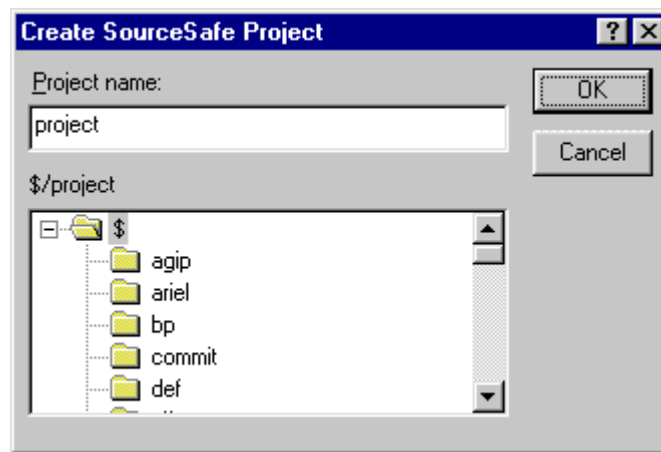 Create SourceSafe Project
Project name:
OK
project
Cancel
$/project
$
agip
ariel
bp
commit
def